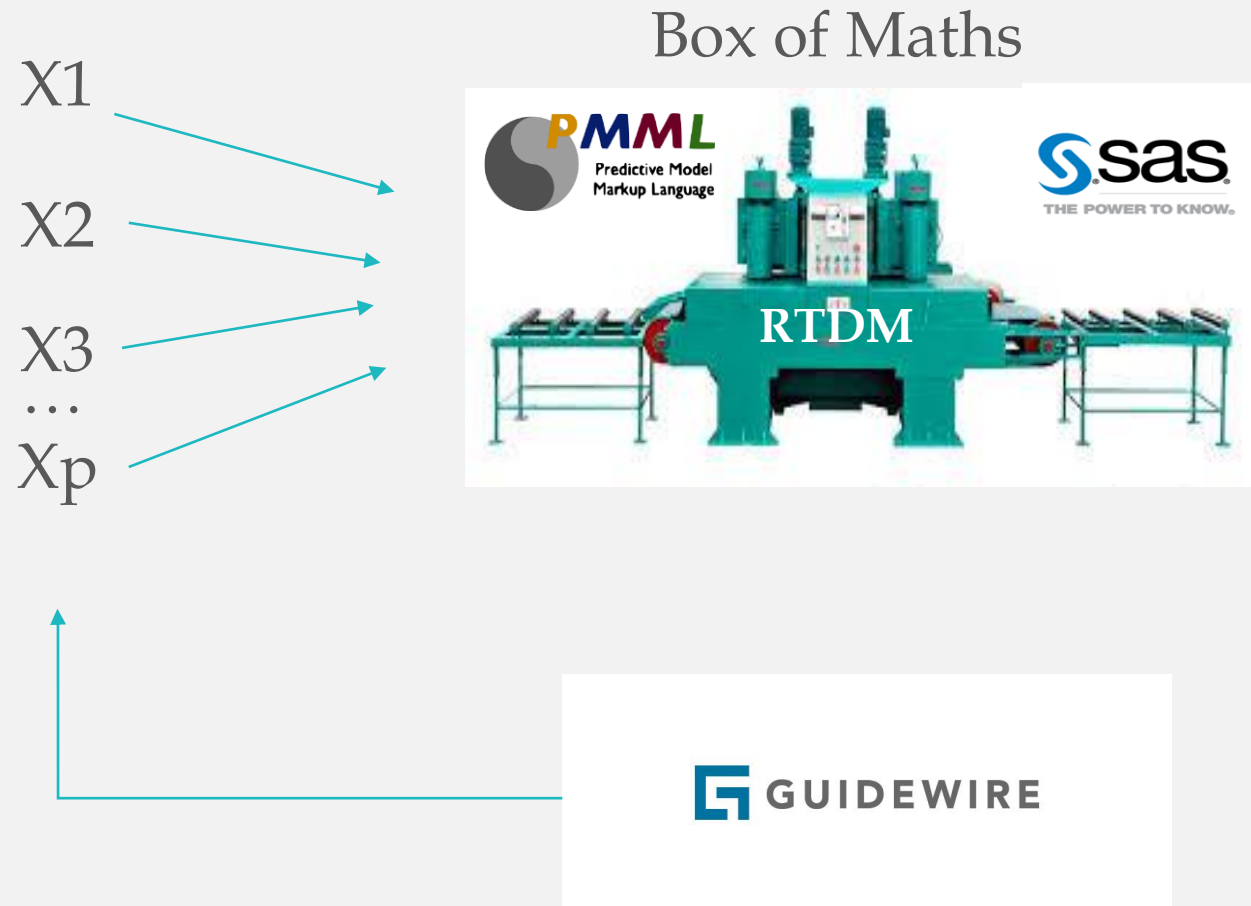 Box of Maths
X1
X2
X3
...
Xp
PMML
Predictive Model
Markup Language
sas
THE POWER TO KNOW®
RTDM
GUIDEWIRE